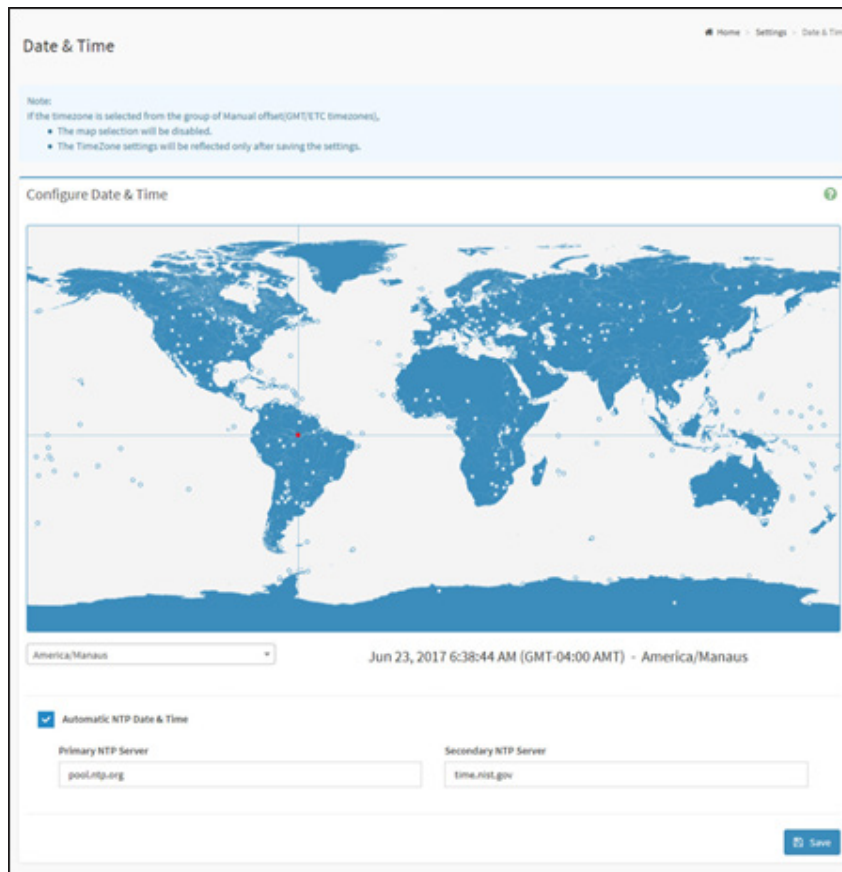 Date & Time
Home > Settings > Date & Tim
Note:
If the timezone is selected from the group of Manual offset(GMT/ETC timezones),
• The map selection will be disabled.
• The TimeZone settings will be reflected only after saving the settings.
Configure Date & Time
America/Manaus
Jun 23, 2017 6:38:44 AM (GMT-04:00 AMT) - America/Manaus
Automatic NTP Date & Time
Primary NTP Server
Secondary NTP Server
pool.ntp.org
time.nist.gov
Save